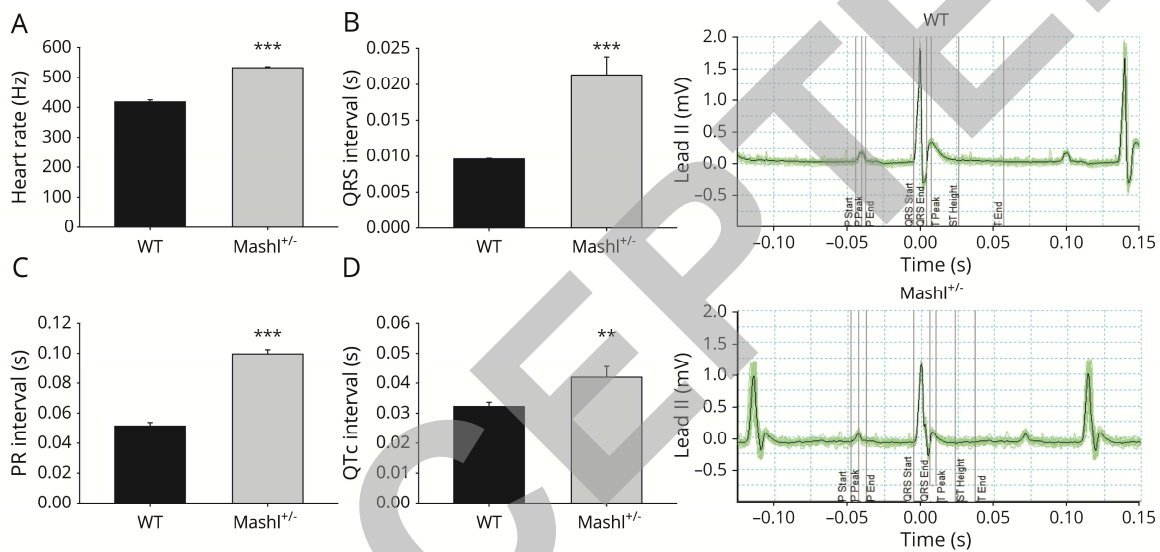 A
Heart rate (Hz)
600
500
400
300
200
100
0
***
WT
MashI+/-
B
QRS interval (s)
0.025
0.020
0.015
0.010
0.005
0.000
***
WT
MashI+/-
WT
Lead II (mV)
2.0
1.5
1.0
0.5
0.0
−0.5
P Start
P Peak
P End
QRS Start
QRS End
T Peak
ST Height
T End
−0.10
−0.05
0.00
0.05
0.10
0.15
Time (s)
C
PR interval (s)
0.12
0.10
0.08
0.06
0.04
0.02
0.00
***
WT
MashI+/-
D
QTc interval (s)
0.06
0.05
0.04
0.03
0.02
0.01
0.00
**
WT
MashI+/-
MashI+/-
Lead II (mV)
2.0
1.5
1.0
0.5
0.0
−0.5
P Start
P Peak
P End
QRS Start
QRS End
T Peak
ST Height
T End
−0.10
−0.05
0.00
0.05
0.10
0.15
Time (s)
CEPTE